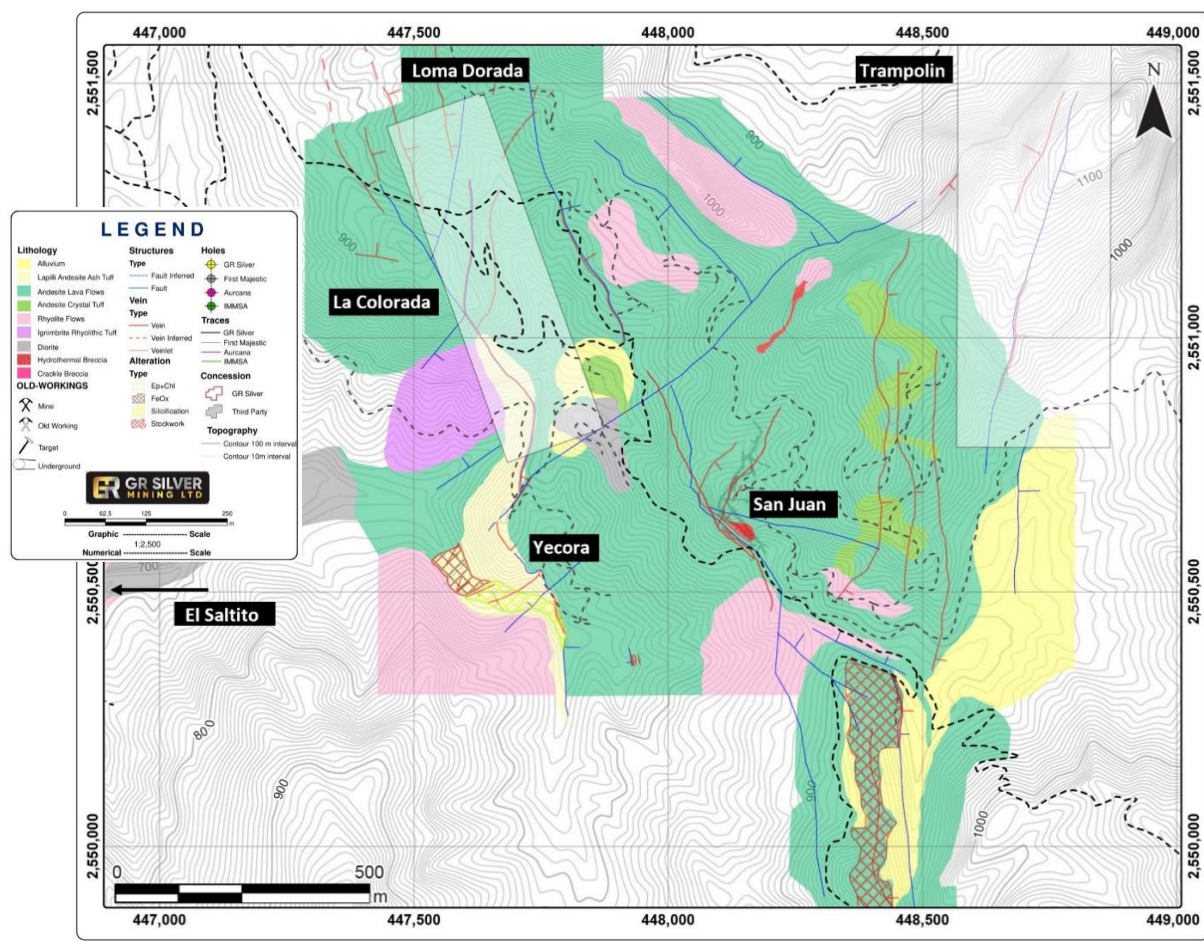 447,000 447,500 448,000 448,500 449,000
Loma Dorada
Trampolin
N
2,551,500
2,551,500
900
1000
1100
1000
900
LEGEND
Lithology
Alluvium
Lapilli Andesite Ash Tuff
Andesite Lava Flows
Andesite Crystal Tuff
Rhyolite Flows
Ignimbrite Rhyolithic Tuff
Diorite
Hydrothermal Breccia
Crackle Breccia
OLD-WORKINGS
Mine
Old Working
Target
Underground
Structures
Type
Fault Inferred
Fault
Vein
Type
Vein
Vein Inferred
Veinlet
Alteration
Type
Ep+Chl
FeOx
Silicification
Stockwork
Holes
GR Silver
First Majestic
Aurcana
IMMSA
Traces
GR Silver
First Majestic
Aurcana
IMMSA
Concession
GR Silver
Third Party
Topography
Contour 100 m interval
Contour 10m interval
GR GR SILVER
MINING LTD
0 62.5 125 250
m
Graphic Scale
1:2,500
Numerical Scale
La Colorada
2,551,000
2,551,000
San Juan
Yecora
700
2,550,500
2,550,500
El Saltito
800
900
900
1000
2,550,000
2,550,000
0 500
m
447,000 447,500 448,000 448,500 449,000